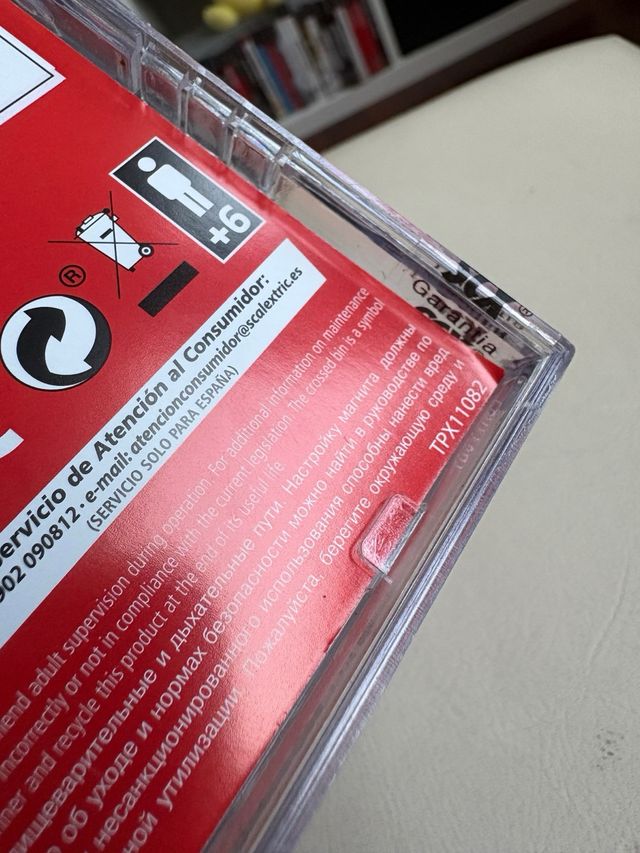 +6
®
Servicio de Atención al Consumidor:
902 090812 · e-mail: atencionconsumidor@scalextric.es
(SERVICIO SOLO PARA ESPAÑA)
adult supervision during operation. For additional information on maintenance
incorrectly or not in compliance with the current legislation. The crossed bin is a symbol
and recycle this product at the end of its useful life
и дыхательные пути. Настройку магнита должны
об уходе и нормах безопасности можно найти в руководстве по
несанкционированного использования способны нанести вред
утилизации. Пожалуйста, берегите окружающую среду и
TPX11082
Garantia